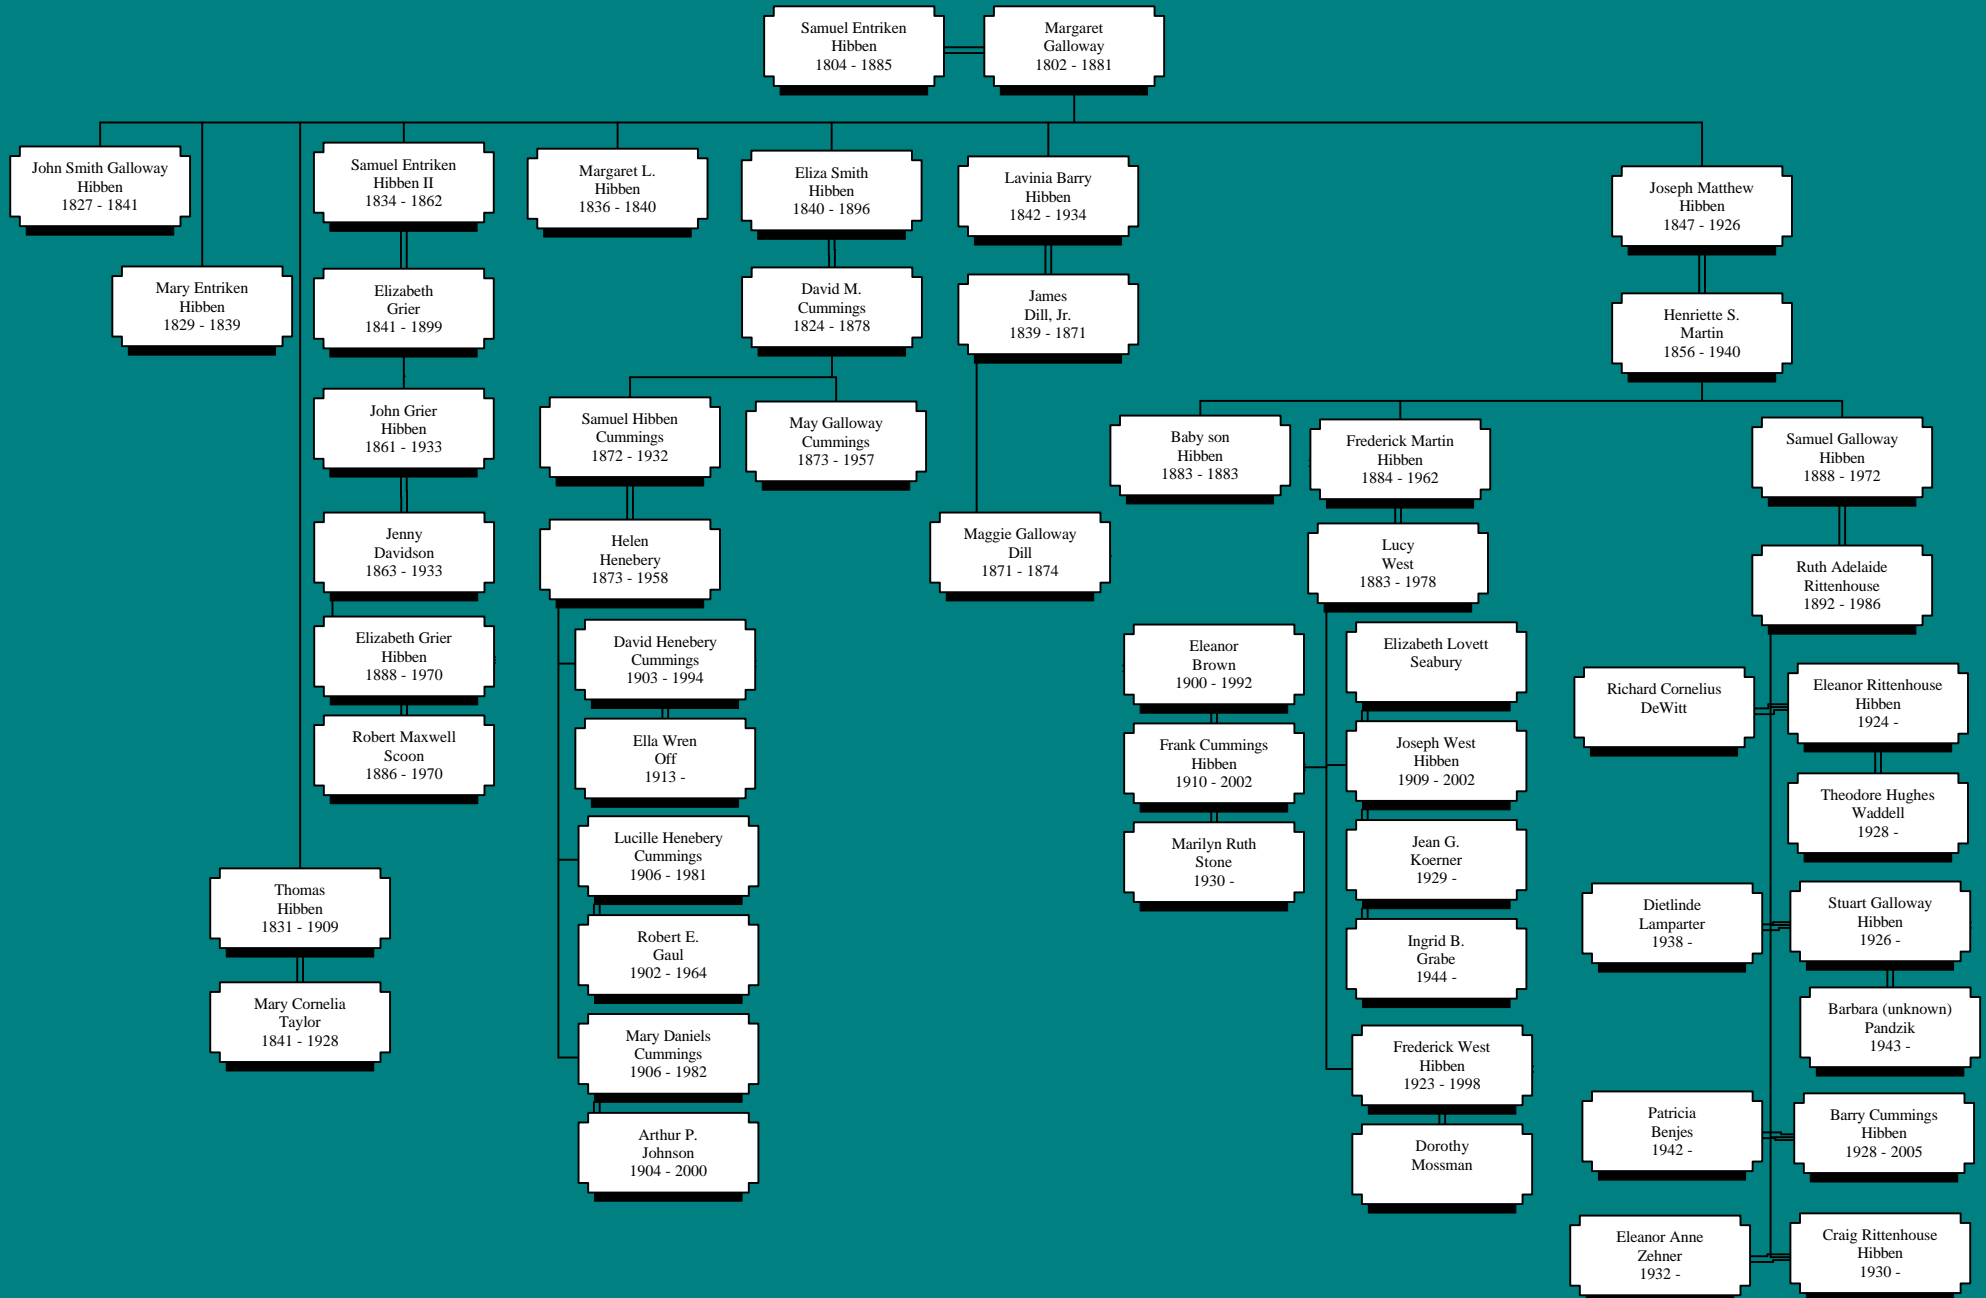 Samuel Entriken
Hibben
1804 - 1885
Margaret
Galloway
1802 - 1881
John Smith Galloway
Hibben
1827 - 1841
Mary Entriken
Hibben
1829 - 1839
Thomas
Hibben
1831 - 1909
Mary Cornelia
Taylor
1841 - 1928
Samuel Entriken
Hibben II
1834 - 1862
Elizabeth
Grier
1841 - 1899
John Grier
Hibben
1861 - 1933
Jenny
Davidson
1863 - 1933
Elizabeth Grier
Hibben
1888 - 1970
Robert Maxwell
Scoon
1886 - 1970
Margaret L.
Hibben
1836 - 1840
Eliza Smith
Hibben
1840 - 1896
David M.
Cummings
1824 - 1878
Samuel Hibben
Cummings
1872 - 1932
May Galloway
Cummings
1873 - 1957
Helen
Henebery
1873 - 1958
David Henebery
Cummings
1903 - 1994
Ella Wren
Off
1913 -
Lucille Henebery
Cummings
1906 - 1981
Robert E.
Gaul
1902 - 1964
Mary Daniels
Cummings
1906 - 1982
Arthur P.
Johnson
1904 - 2000
Lavinia Barry
Hibben
1842 - 1934
James
Dill, Jr.
1839 - 1871
Maggie Galloway
Dill
1871 - 1874
Joseph Matthew
Hibben
1847 - 1926
Henriette S.
Martin
1856 - 1940
Baby son
Hibben
1883 - 1883
Frederick Martin
Hibben
1884 - 1962
Lucy
West
1883 - 1978
Eleanor
Brown
1900 - 1992
Frank Cummings
Hibben
1910 - 2002
Marilyn Ruth
Stone
1930 -
Elizabeth Lovett
Seabury
Joseph West
Hibben
1909 - 2002
Jean G.
Koerner
1929 -
Ingrid B.
Grabe
1944 -
Frederick West
Hibben
1923 - 1998
Dorothy
Mossman
Samuel Galloway
Hibben
1888 - 1972
Ruth Adelaide
Rittenhouse
1892 - 1986
Richard Cornelius
DeWitt
Eleanor Rittenhouse
Hibben
1924 -
Theodore Hughes
Waddell
1928 -
Dietlinde
Lamparter
1938 -
Stuart Galloway
Hibben
1926 -
Barbara (unknown)
Pandzik
1943 -
Patricia
Benjes
1942 -
Barry Cummings
Hibben
1928 - 2005
Eleanor Anne
Zehner
1932 -
Craig Rittenhouse
Hibben
1930 -